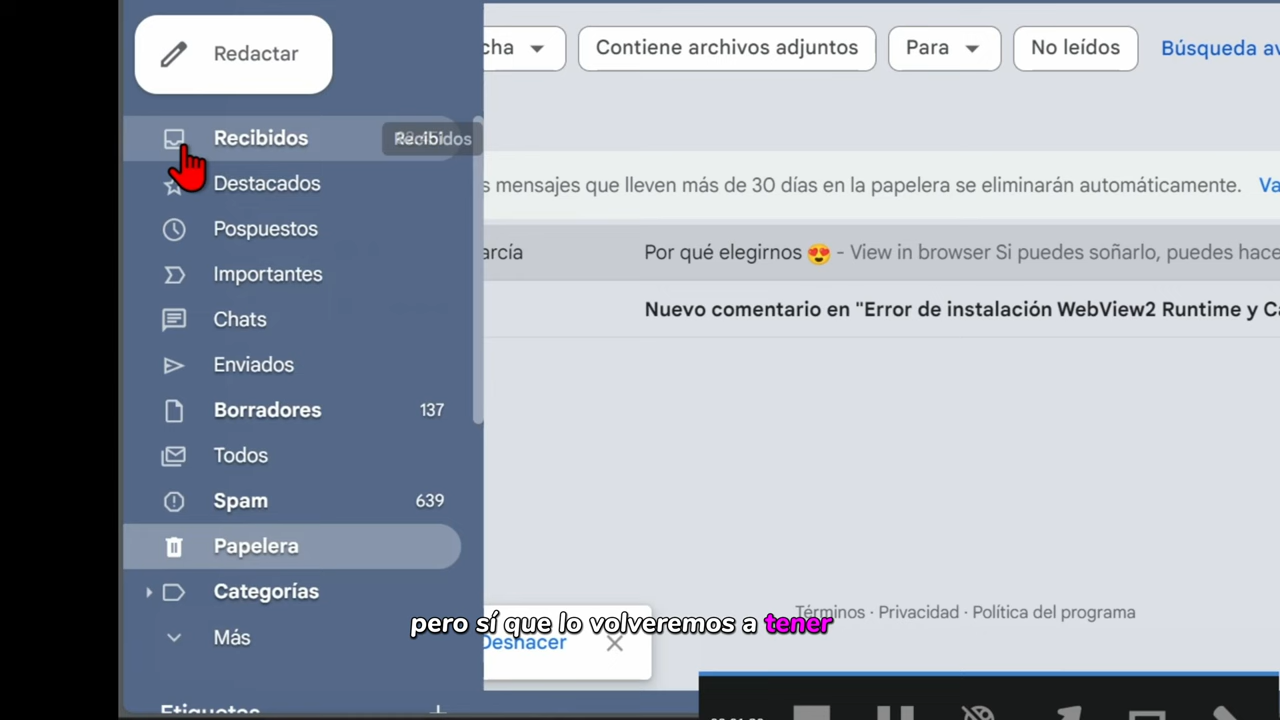 Redactar
cha
Contiene archivos adjuntos
Para
No leídos
Búsqueda av
Recibidos
Recibidos
Destacados
s mensajes que lleven más de 30 días en la papelera se eliminarán automáticamente. Va
Pospuestos
arcía
Por qué elegirnos 😍 - View in browser Si puedes soñarlo, puedes hace
Importantes
Nuevo comentario en "Error de instalación WebView2 Runtime y Ca
Chats
Enviados
Borradores 137
Todos
Spam 639
Papelera
Categorías
Términos · Privacidad · Política del programa
pero sí que lo volveremos a tener
Más
Deshacer
Etiquetas